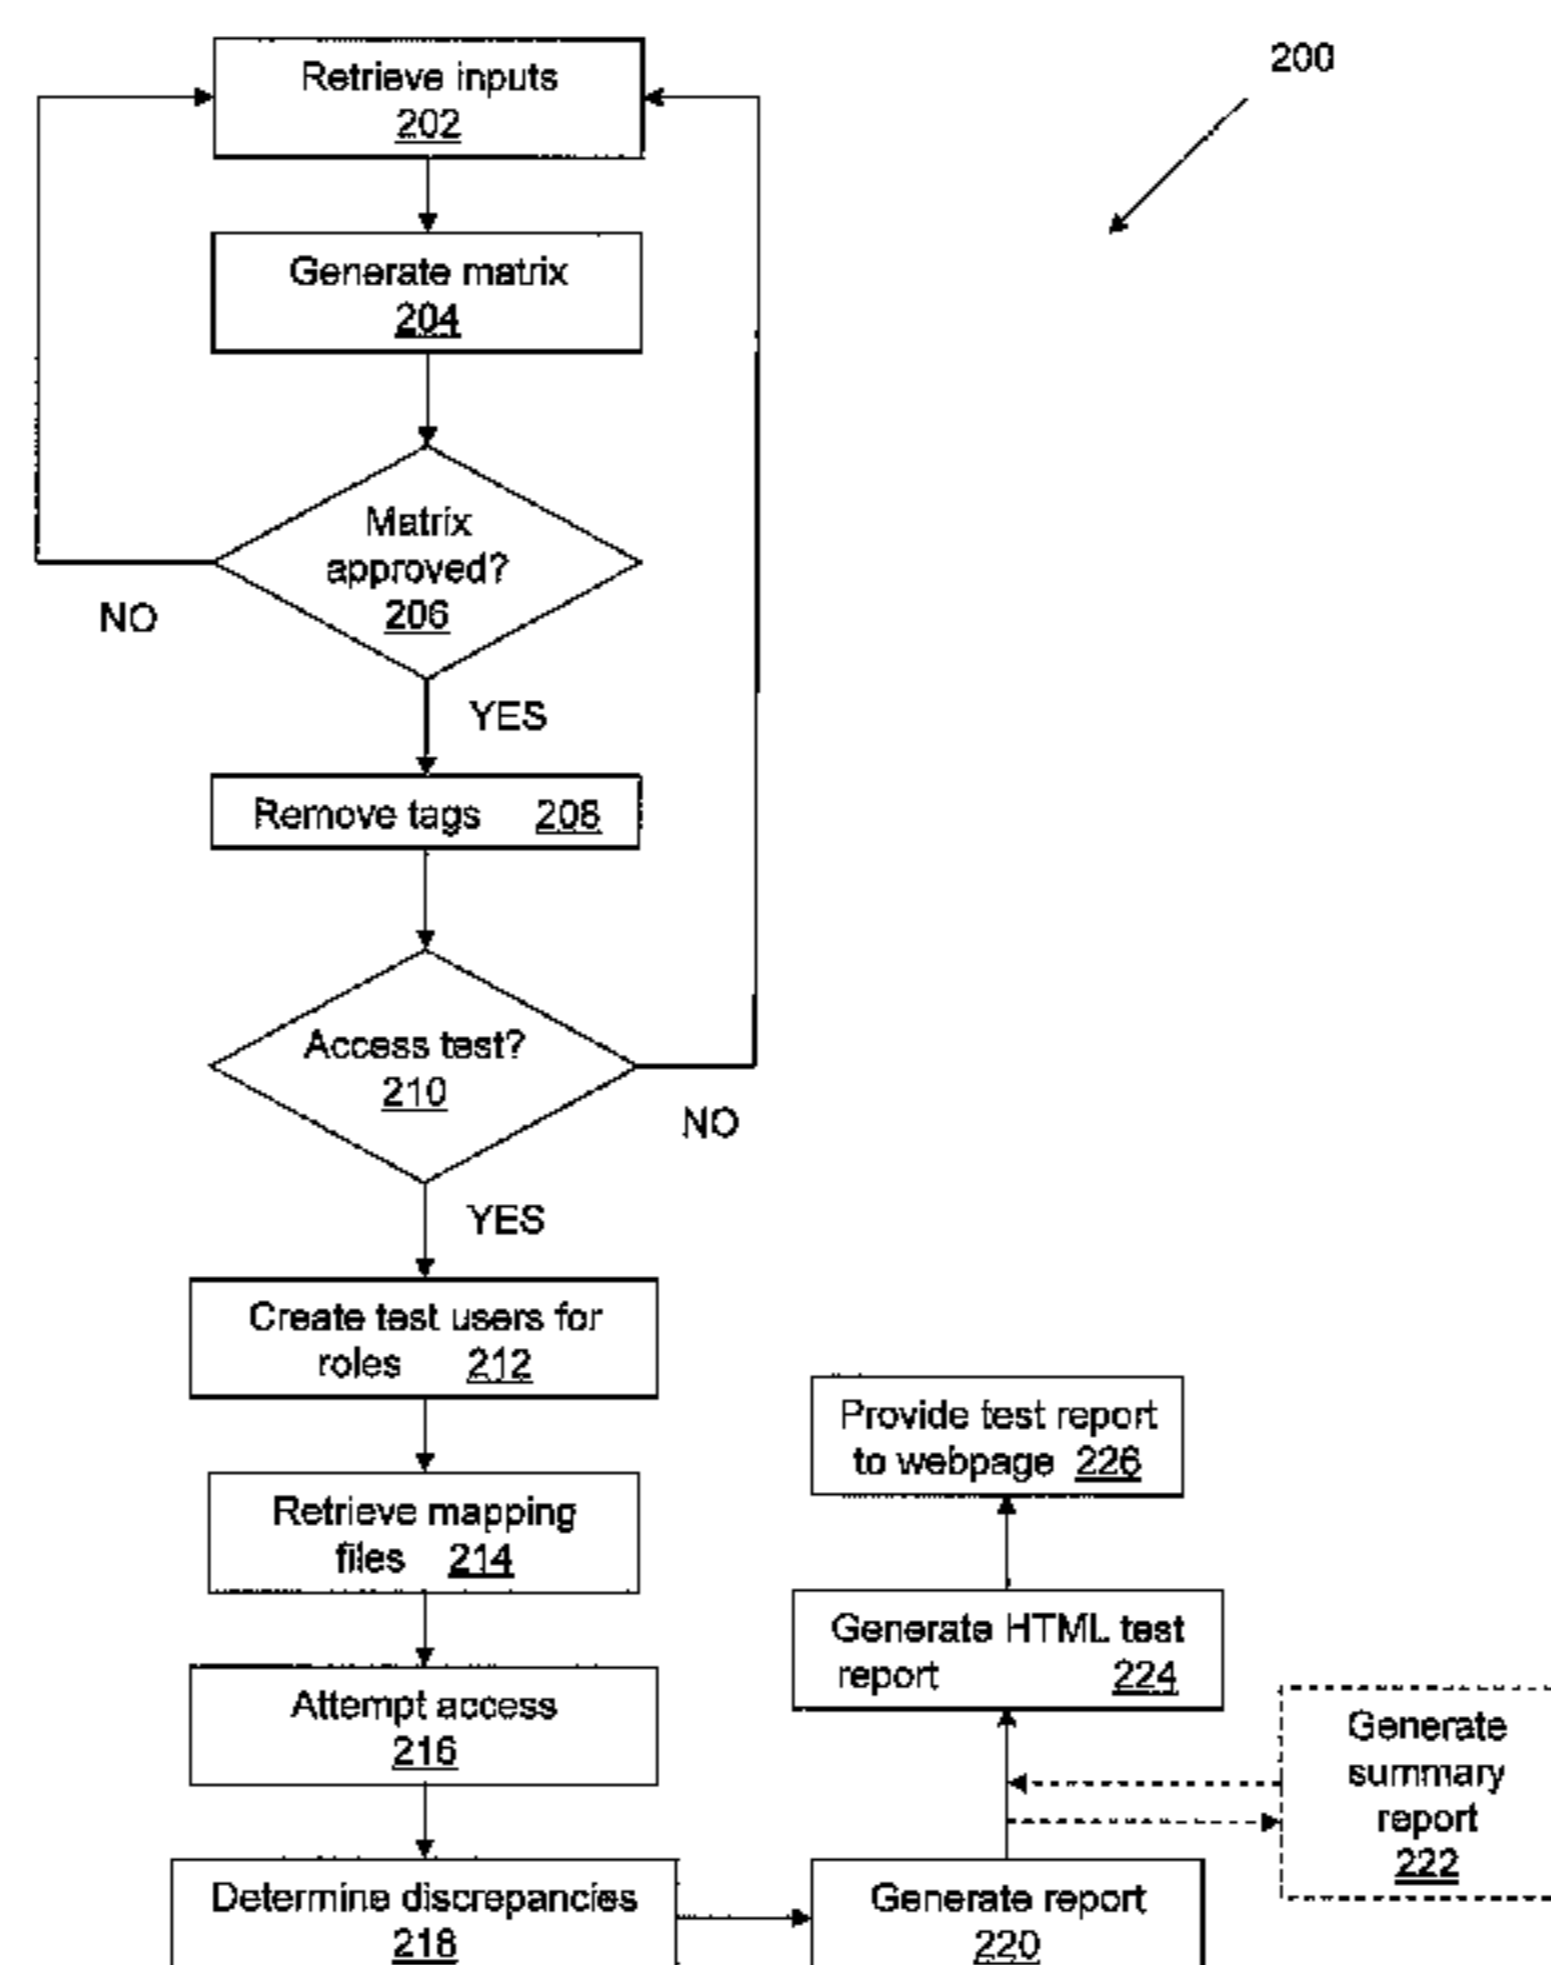 200
Retrieve inputs
202
Generate matrix
204
Matrix
approved?
206
NO
YES
Remove tags 208
Access test?
210
NO
YES
Create test users for
roles 212
Retrieve mapping
files 214
Attempt access
216
Determine discrepancies
218
Generate report
220
Generate
summary
report
222
Generate HTML test
report 224
Provide test report
to webpage 226